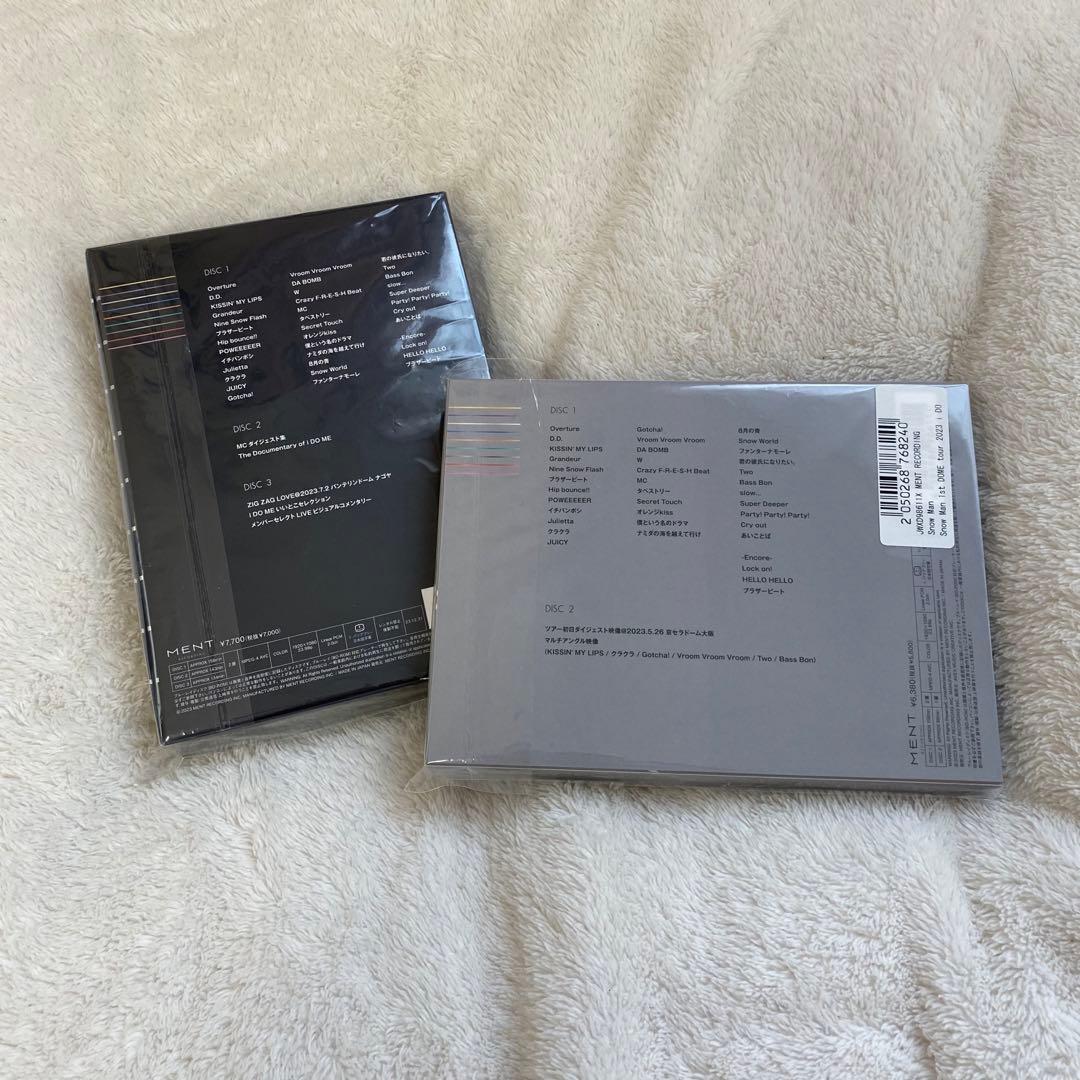 DISC 1
Overture
D.D.
KISSIN' MY LIPS
Grandeur
Nine Snow Flash
ブラザービート
Hip bounce!!
POWEEEEER
イチバンボシ
Julietta
クラクラ
JUICY
Gotcha!
Vroom Vroom Vroom
DA BOMB
W
Crazy F-R-E-S-H Beat
MC
タペストリー
Secret Touch
オレンジkiss
僕という名のドラマ
ナミダの海を越えて行け
8月の青
Snow World
ファンターナモーレ
君の彼氏になりたい。
Two
Bass Bon
slow...
Super Deeper
Party! Party! Party!
Cry out
あいことば
-Encore-
Lock on!
HELLO HELLO
ブラザービート
DISC 2
MC ダイジェスト集
The Documentary of i DO ME
DISC 3
ZIG ZAG LOVE@2023.7.2 バンテリンドーム ナゴヤ
i DO ME いいとこセレクション
メンバーセレクト LIVE ビジュアルコメンタリー
MENT
¥7,700(税抜¥7,000)
DISC 1
Overture
D.D.
KISSIN' MY LIPS
Grandeur
Nine Snow Flash
ブラザービート
Hip bounce!!
POWEEEEER
イチバンボシ
Julietta
クラクラ
JUICY
Gotcha!
Vroom Vroom Vroom
DA BOMB
W
Crazy F-R-E-S-H Beat
MC
タペストリー
Secret Touch
オレンジkiss
僕という名のドラマ
ナミダの海を越えて行け
8月の青
Snow World
ファンターナモーレ
君の彼氏になりたい。
Two
Bass Bon
slow...
Super Deeper
Party! Party! Party!
Cry out
あいことば
-Encore-
Lock on!
HELLO HELLO
ブラザービート
DISC 2
ツアー初日ダイジェスト映像@2023.5.26 京セラドーム大阪
マルチアングル映像
(KISSIN' MY LIPS / クラクラ / Gotcha! / Vroom Vroom Vroom / Two / Bass Bon)
2 050268 768240
JWXD98611X MENT RECORDING
Snow Man
Snow Man 1st DOME tour 2023 i DO
MENT